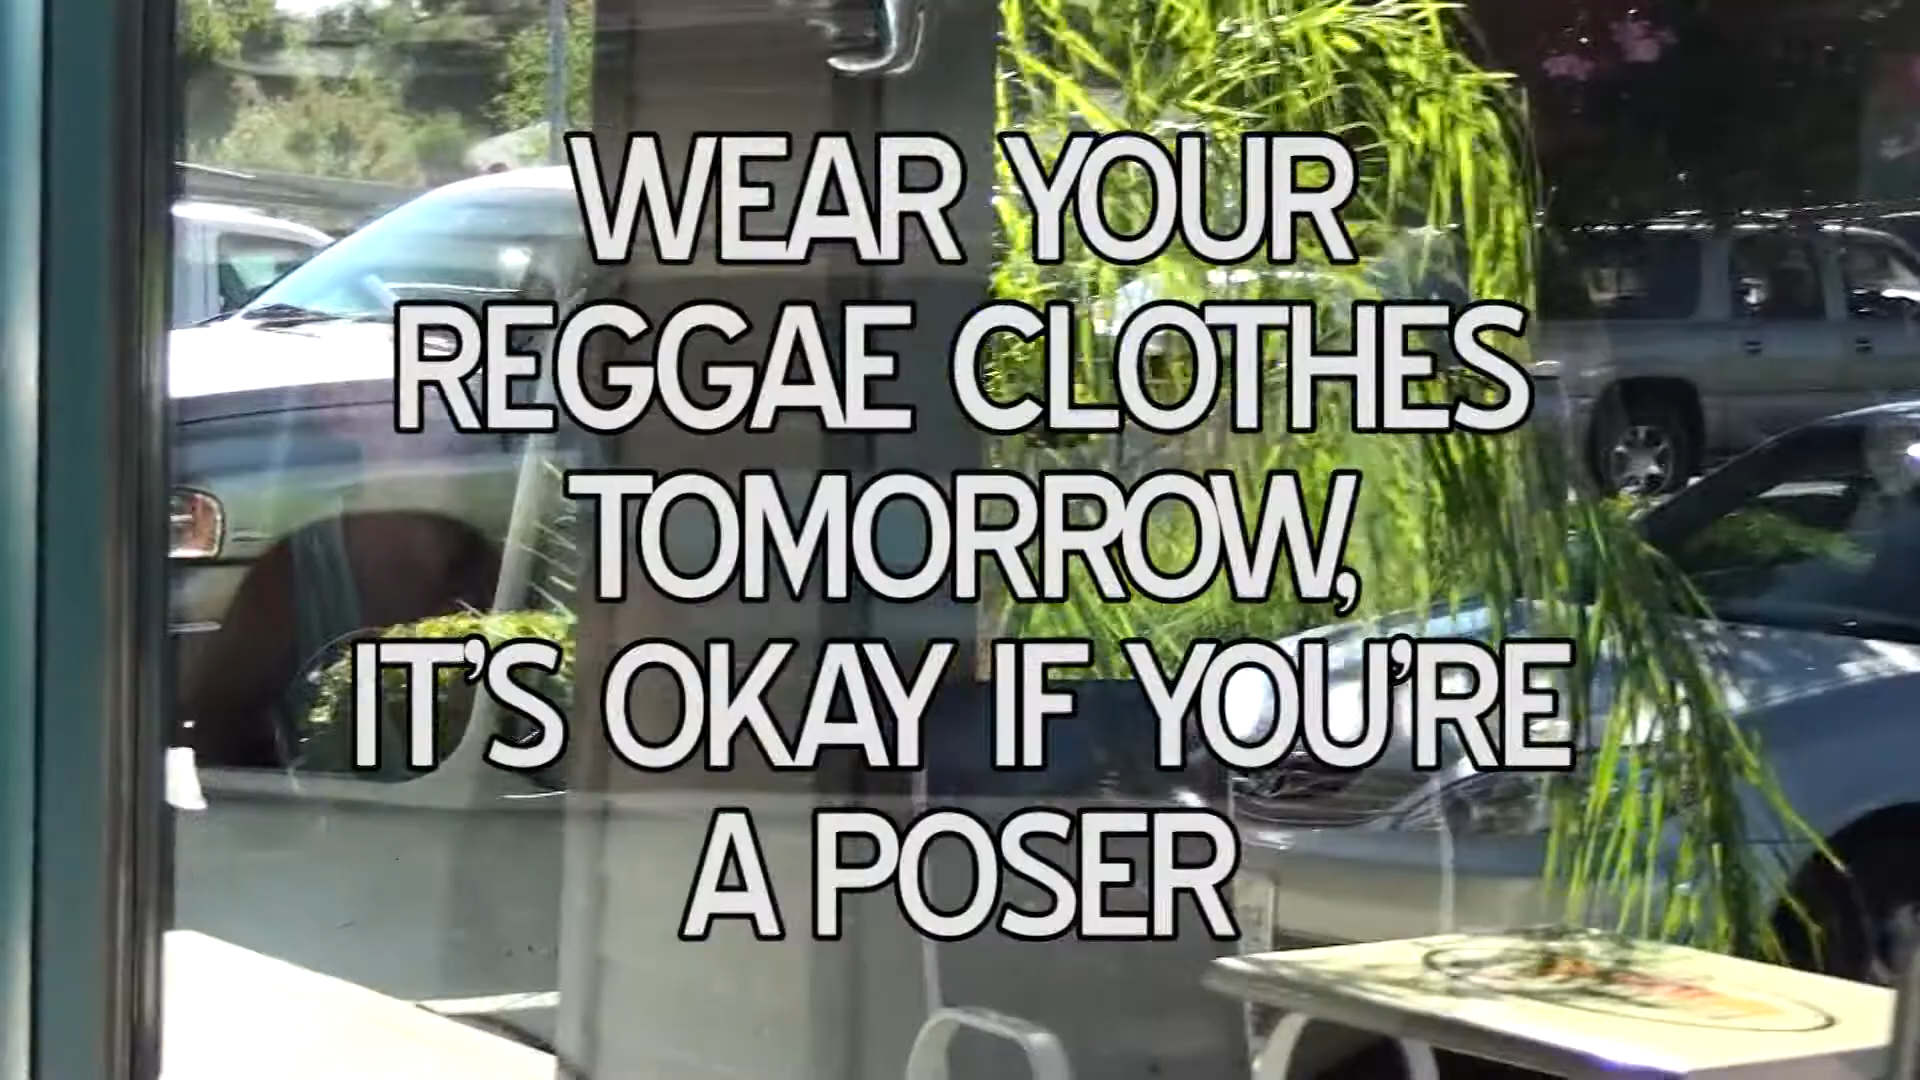 WEAR YOUR
REGGAE CLOTHES
TOMORROW,
IT'S OKAY IF YOU'RE
A POSER